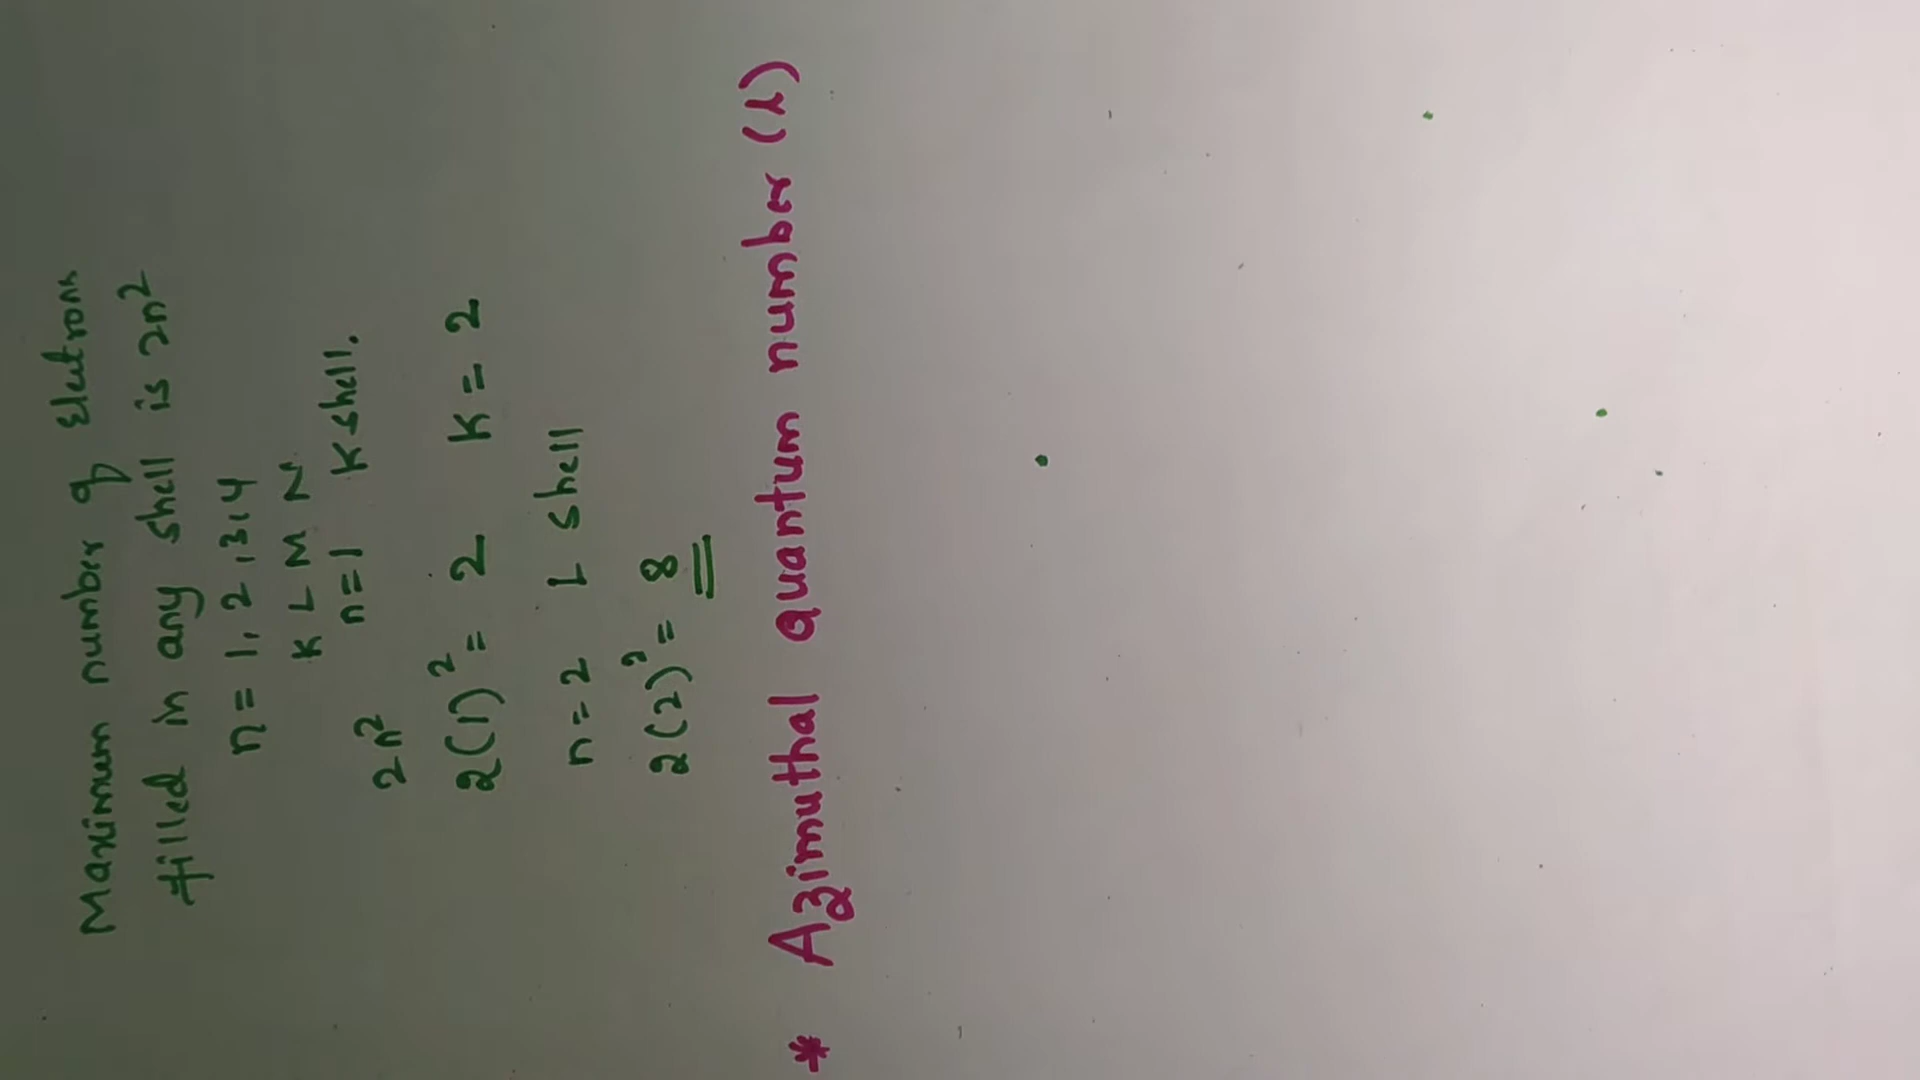 Maximum number of Electrons
filled in any shell is 2n²
n = 1, 2, 3, 4
K L M N
n=1 K shell.
2n²
2(1)² = 2 K = 2
n = 2 L shell
2(2)² = 8
* Azimuthal quantum number (l)